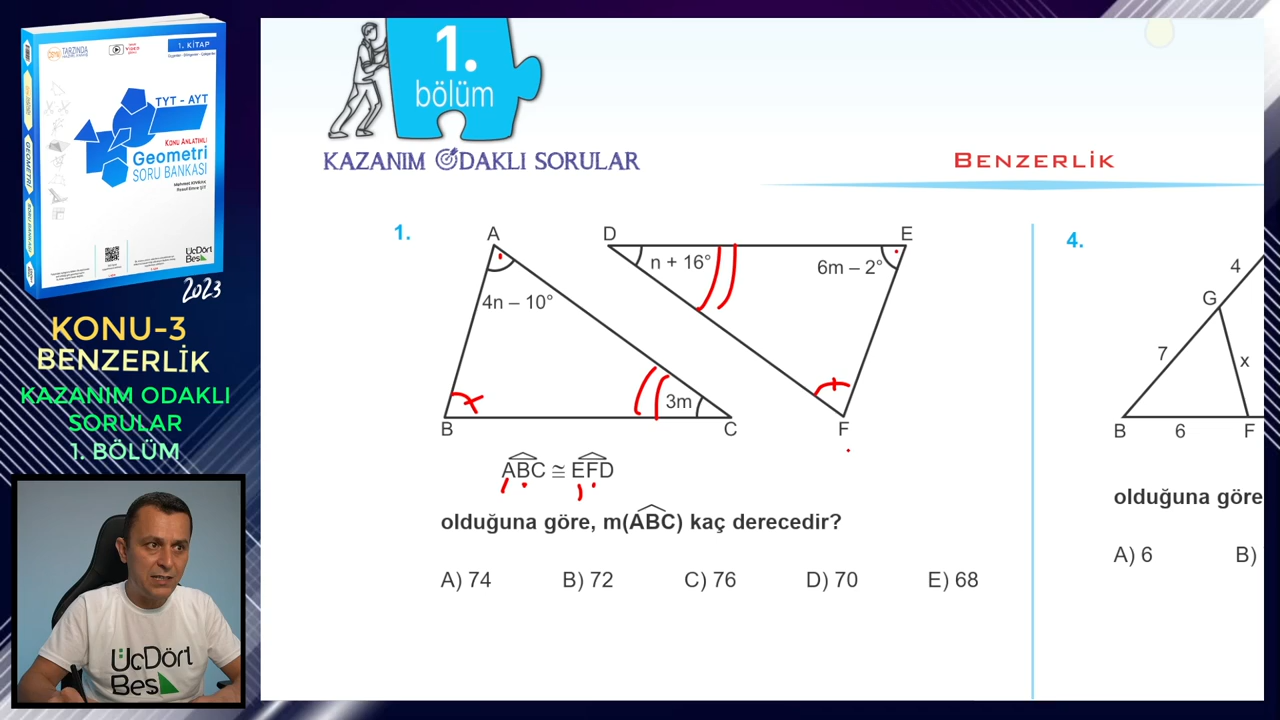 TARZINDA
1. KİTAP
TYT - AYT
KONU ANLATIMLI
Geometri
SORU BANKASI
ÜçDört
Beş
2023
KONU-3
BENZERLİK
KAZANIM ODAKLI
SORULAR
1. BÖLÜM
ÜçDört
Beş
1.
bölüm
KAZANIM ODAKLI SORULAR
BENZERLİK
1.
A
D
E
n + 16°
6m – 2°
4n – 10°
3m
B
C
F
ABC ≅ EFD
olduğuna göre, m(ABC) kaç derecedir?
A) 74 B) 72 C) 76 D) 70 E) 68
4.
4
G
7
x
B
6
F
olduğuna göre
A) 6 B)